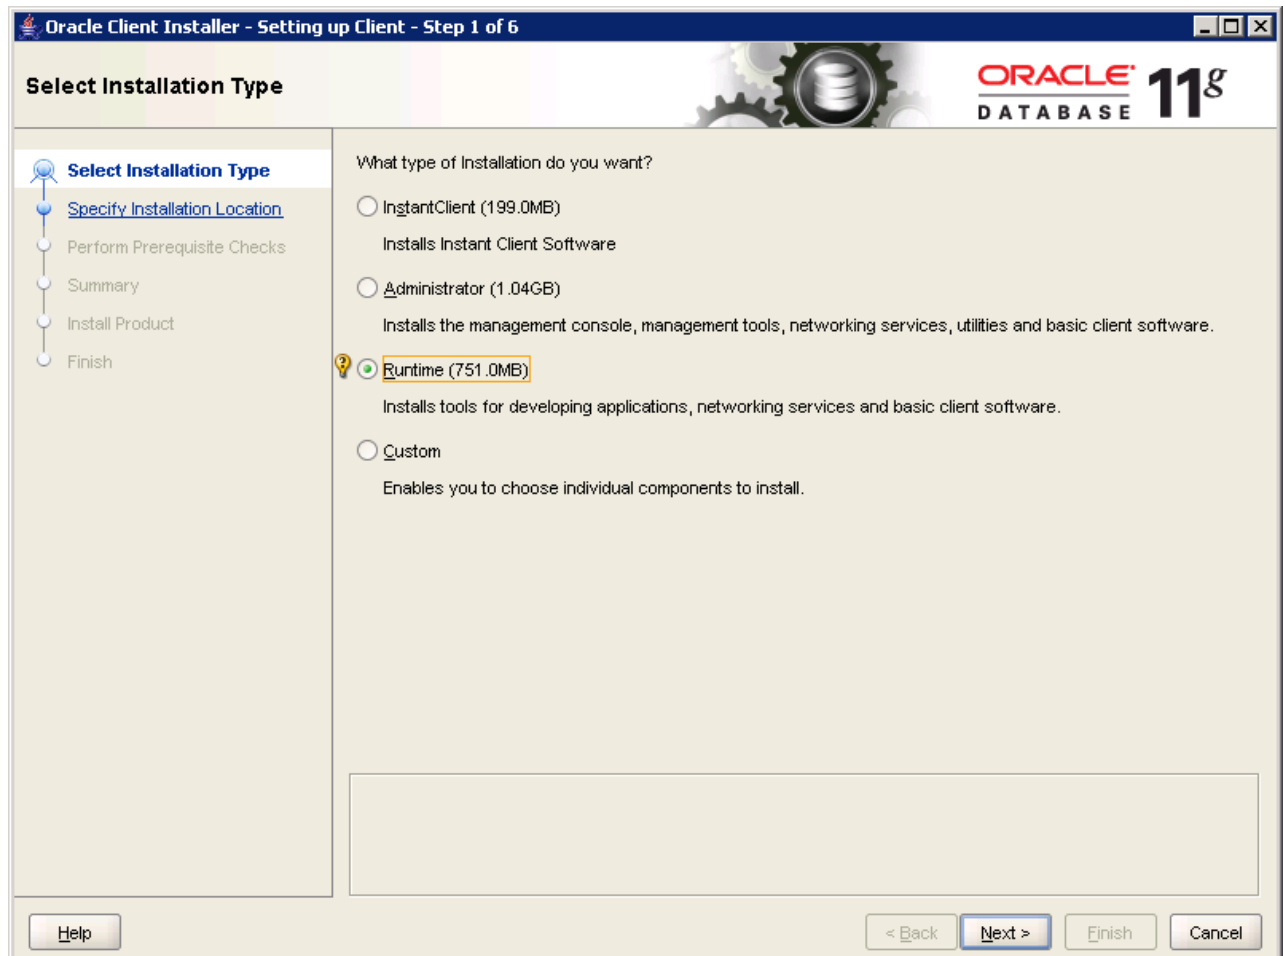 Oracle Client Installer - Setting up Client - Step 1 of 6
Select Installation Type
ORACLE
DATABASE
11g
Select Installation Type
Specify Installation Location
Perform Prerequisite Checks
Summary
Install Product
Finish
What type of Installation do you want?
InstantClient (199.0MB)
Installs Instant Client Software
Administrator (1.04GB)
Installs the management console, management tools, networking services, utilities and basic client software.
Runtime (751.0MB)
Installs tools for developing applications, networking services and basic client software.
Custom
Enables you to choose individual components to install.
Help
< Back
Next >
Finish
Cancel